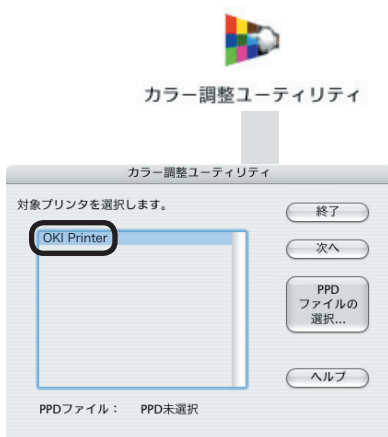 カラー調整ユーティリティ
カラー調整ユーティリティ
対象プリンタを選択します。
OKI Printer
終了
次へ
PPD
ファイルの
選択...
ヘルプ
PPDファイル： PPD未選択